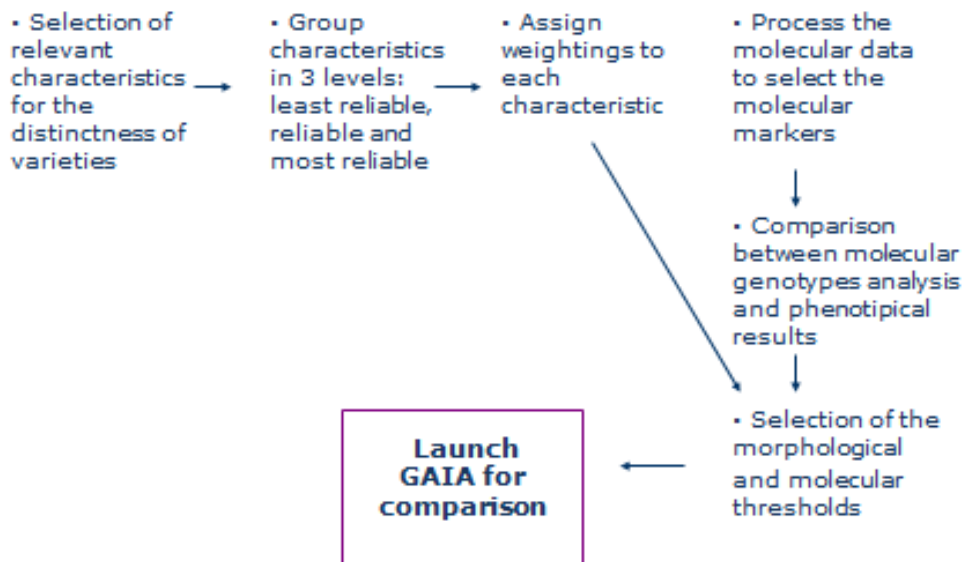 • Selection of
relevant
characteristics
for the
distinctness of
varieties
• Group
characteristics
in 3 levels:
least reliable,
reliable and
most reliable
• Assign
weightings to
each
characteristic
• Process the
molecular data
to select the
molecular
markers
• Comparison
between molecular
genotypes analysis
and phenotipical
results
• Selection of the
morphological
and molecular
thresholds
Launch
GAIA for
comparison